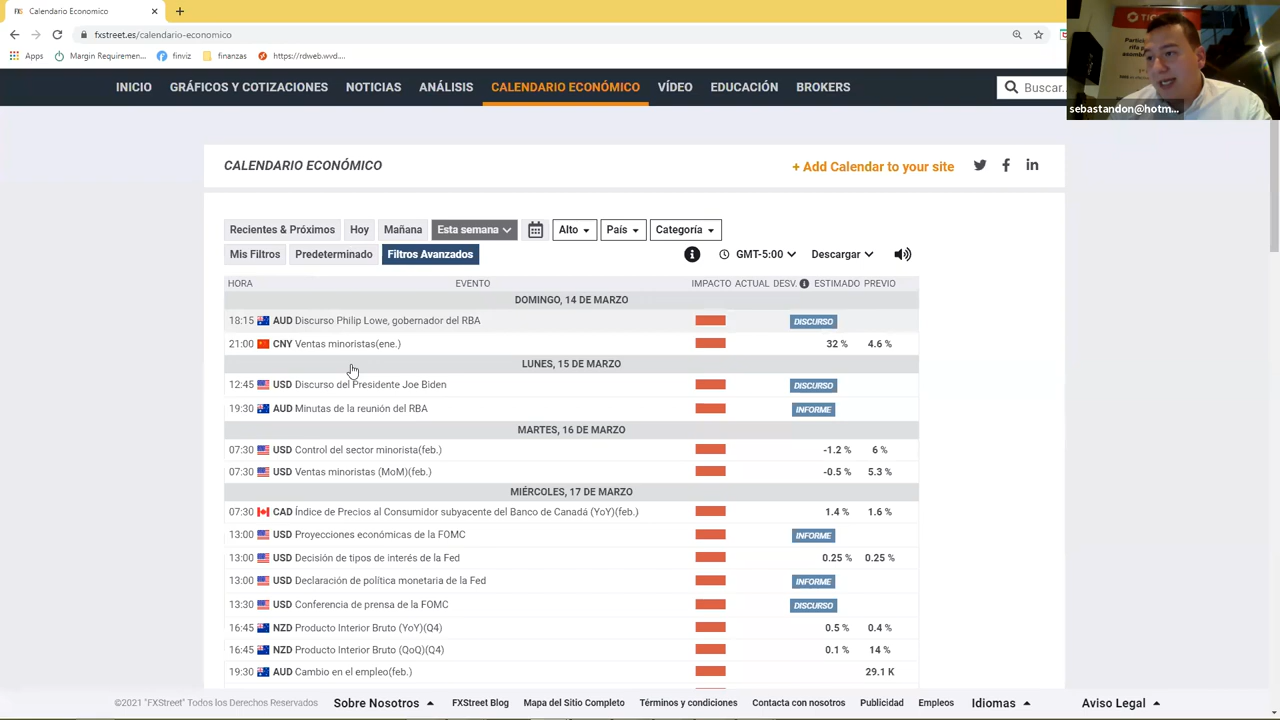 Calendario Economico
fxstreet.es/calendario-economico
Apps Margin Requiremen... finviz finanzas https://rdweb.wvd....
INICIO GRÁFICOS Y COTIZACIONES NOTICIAS ANÁLISIS CALENDARIO ECONÓMICO VÍDEO EDUCACIÓN BROKERS Buscar.
sebastandon@hotm...
CALENDARIO ECONÓMICO + Add Calendar to your site
Recientes & Próximos Hoy Mañana Esta semana Alto País Categoría
Mis Filtros Predeterminado Filtros Avanzados GMT-5:00 Descargar
HORA EVENTO IMPACTO ACTUAL DESV. ESTIMADO PREVIO
DOMINGO, 14 DE MARZO
18:15 AUD Discurso Philip Lowe, gobernador del RBA DISCURSO
21:00 CNY Ventas minoristas(ene.) 32 % 4.6 %
LUNES, 15 DE MARZO
12:45 USD Discurso del Presidente Joe Biden DISCURSO
19:30 AUD Minutas de la reunión del RBA INFORME
MARTES, 16 DE MARZO
07:30 USD Control del sector minorista(feb.) -1.2 % 6 %
07:30 USD Ventas minoristas (MoM)(feb.) -0.5 % 5.3 %
MIÉRCOLES, 17 DE MARZO
07:30 CAD Índice de Precios al Consumidor subyacente del Banco de Canadá (YoY)(feb.) 1.4 % 1.6 %
13:00 USD Proyecciones económicas de la FOMC INFORME
13:00 USD Decisión de tipos de interés de la Fed 0.25 % 0.25 %
13:00 USD Declaración de política monetaria de la Fed INFORME
13:30 USD Conferencia de prensa de la FOMC DISCURSO
16:45 NZD Producto Interior Bruto (YoY)(Q4) 0.5 % 0.4 %
16:45 NZD Producto Interior Bruto (QoQ)(Q4) 0.1 % 14 %
19:30 AUD Cambio en el empleo(feb.) 29.1 K
©2021 "FXStreet" Todos los Derechos Reservados Sobre Nosotros FXStreet Blog Mapa del Sitio Completo Términos y condiciones Contacta con nosotros Publicidad Empleos Idiomas Aviso Legal